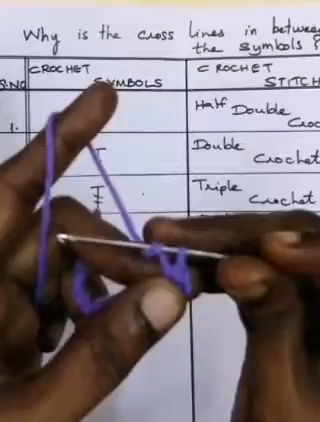 Why is the cross lines in between
the symbols ?
S.NO CROCHET SYMBOLS CROCHET STITCH
1. Half Double
Double Crochet
Triple Crochet